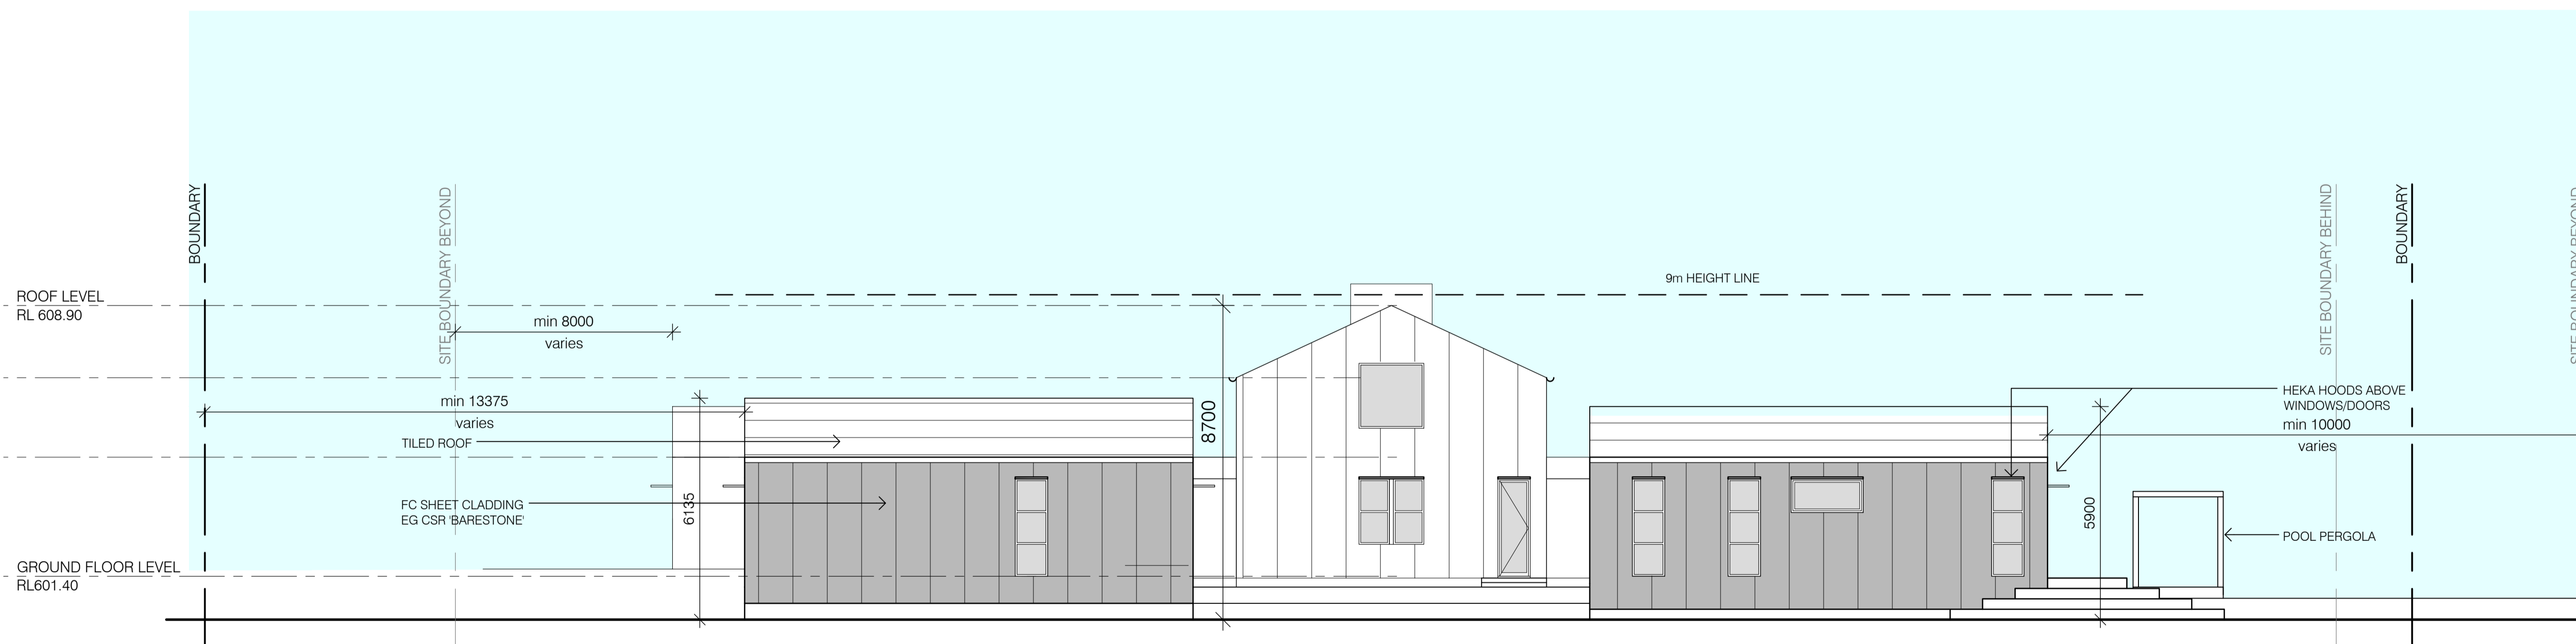 BOUNDARY
SITE BOUNDARY BEYOND
SITE BOUNDARY BEHIND
BOUNDARY
SITE BOUNDARY BEYOND
9m HEIGHT LINE
ROOF LEVEL
RL 608.90
min 8000
varies
min 13375
varies
TILED ROOF
8700
HEKA HOODS ABOVE
WINDOWS/DOORS
min 10000
varies
6135
5900
FC SHEET CLADDING
EG CSR 'BARESTONE'
POOL PERGOLA
GROUND FLOOR LEVEL
RL601.40